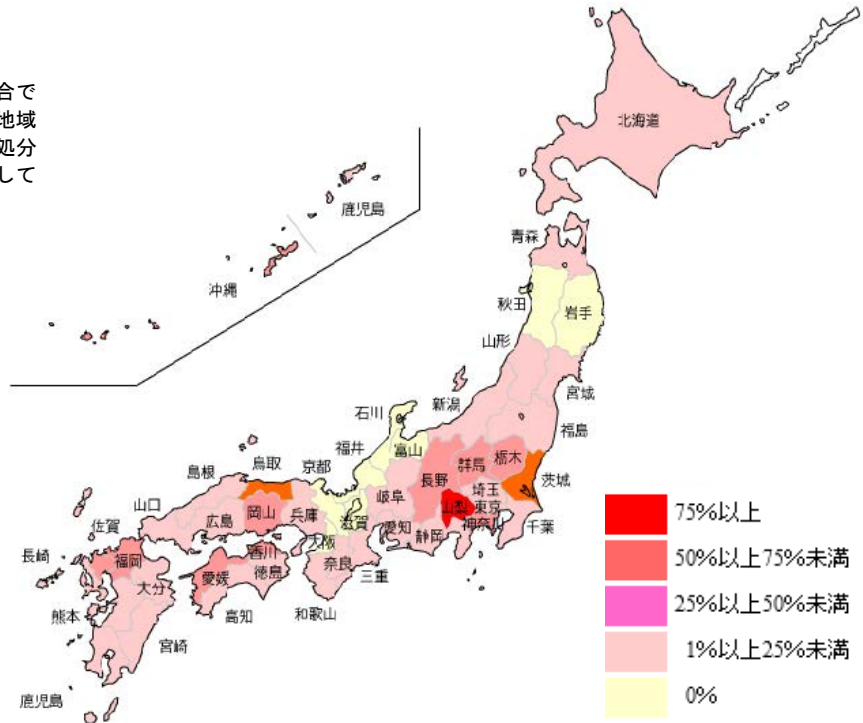 合で
地域
処分
して
北海道
鹿児島
青森
沖縄
秋田
岩手
山形
宮城
新潟
石川
福島
富山
福井
栃木
群馬
長野
茨城
京都
鳥取
島根
岐阜
埼玉
山梨
東京
神奈川
千葉
静岡
愛知
滋賀
兵庫
岡山
広島
山口
佐賀
大阪
奈良
三重
和歌山
香川
徳島
愛媛
高知
福岡
長崎
大分
熊本
宮崎
鹿児島
75%以上
50%以上75%未満
25%以上50%未満
1%以上25%未満
0%